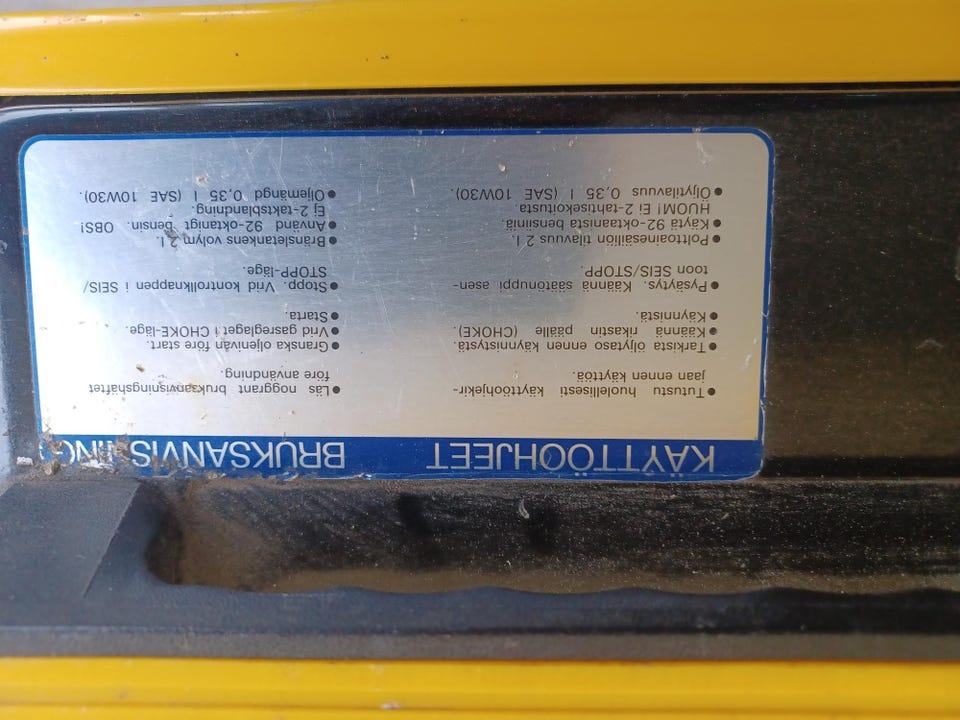 KÄYTTÖOHJEET
● Tutustu huolellisesti käyttöohjekir-
jaan ennen käyttöä.
● Tarkista öljytaso ennen käynnistystä.
● Käännä rikastin päälle (CHOKE).
● Käynnistä.
● Pysäytys. Käännä säätönuppi asen-
toon SEIS/STOPP.
● Polttoainesäiliön tilavuus 2 l.
● Käytä 92-oktaanista bensiiniä.
HUOM! Ei 2-tahtisekoitusta
● Öljytilavuus 0,35 l (SAE 10W30).
BRUKSANVISNING
● Läs noggrant bruksanvisningshäftet
före användning.
● Granska oljenivån före start.
● Vrid gasreglaget i CHOKE-läge.
● Starta.
● Stopp. Vrid kontrollknappen i SEIS/
STOPP-läge.
● Bränsletankens volym 2 l.
● Använd 92-oktanigt bensin. OBS!
Ej 2-taktsblandning.
● Oljemängd 0,35 l (SAE 10W30).